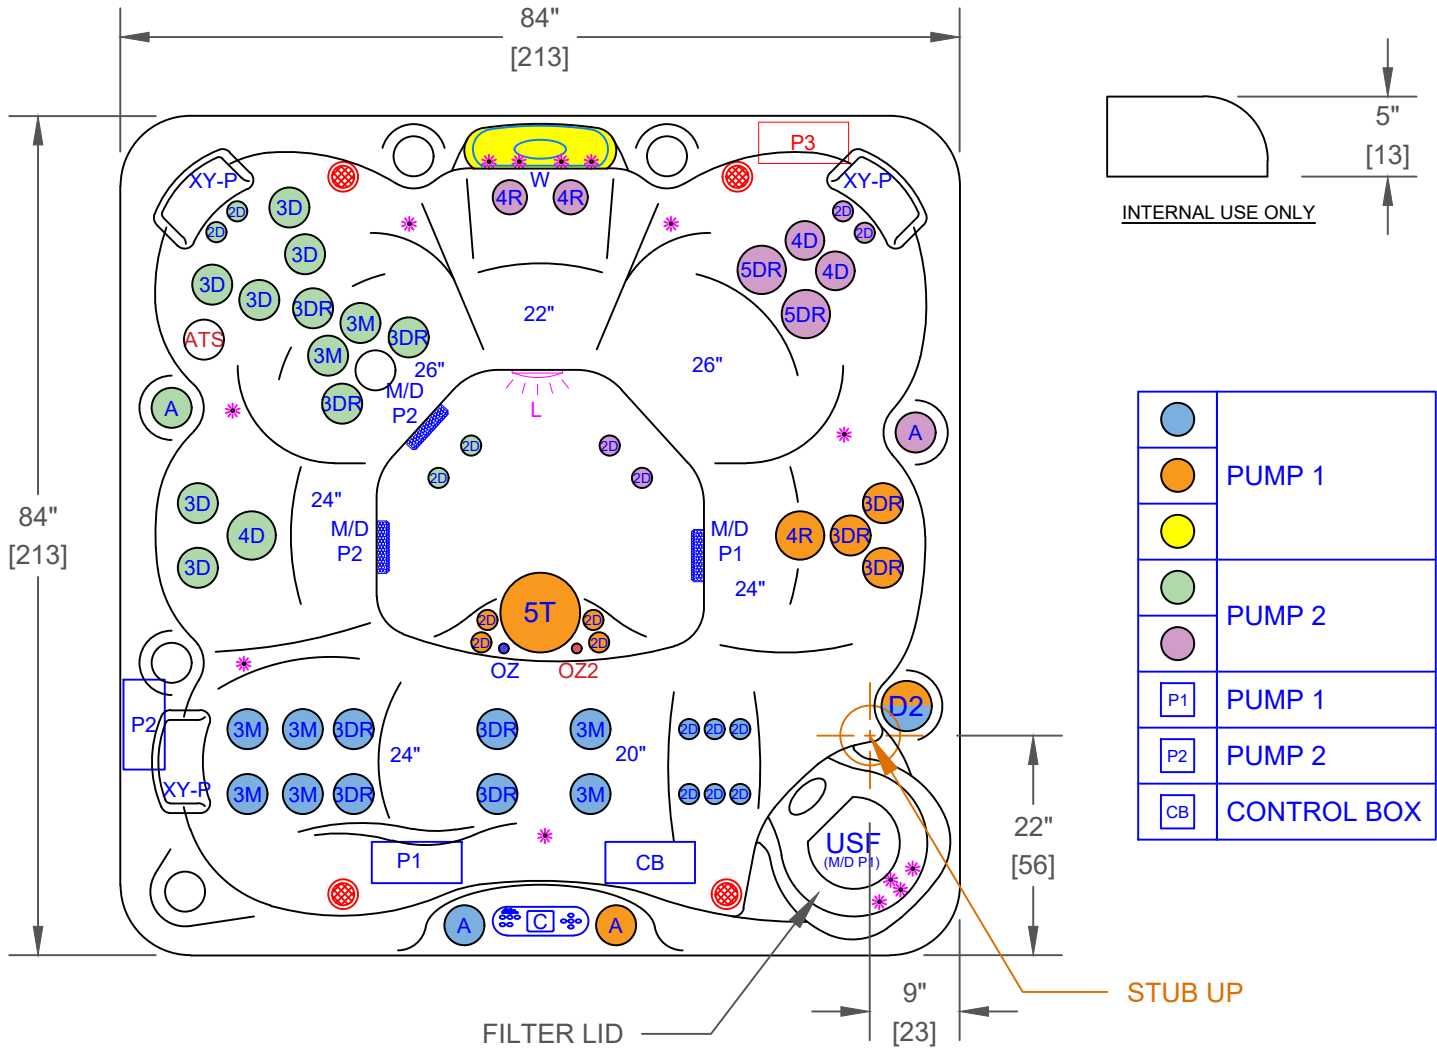 84"
[213]
5"
[13]
INTERNAL USE ONLY
P3
XY-P
XY-P
W
4R
4R
2D
2D
3D
3D
3D
3D
3DR
3M
3DR
3M
3DR
ATS
A
26"
M/D
P2
22"
L
26"
2D
2D
4D
4D
5DR
5DR
A
2D
2D
2D
2D
84"
[213]
3D
4D
3D
24"
M/D
P2
M/D
P1
24"
4R
3DR
3DR
3DR
5T
2D
2D
2D
2D
OZ
OZ2
P2
XY-P
3M
3M
3DR
3M
3M
3DR
24"
3DR
3M
3DR
3M
20"
2D
2D
2D
2D
2D
2D
D2
P1
CB
USF
(M/D P1)
A
C
A
22"
[56]
9"
[23]
STUB UP
FILTER LID
PUMP 1
PUMP 2
P1
PUMP 1
P2
PUMP 2
CB
CONTROL BOX